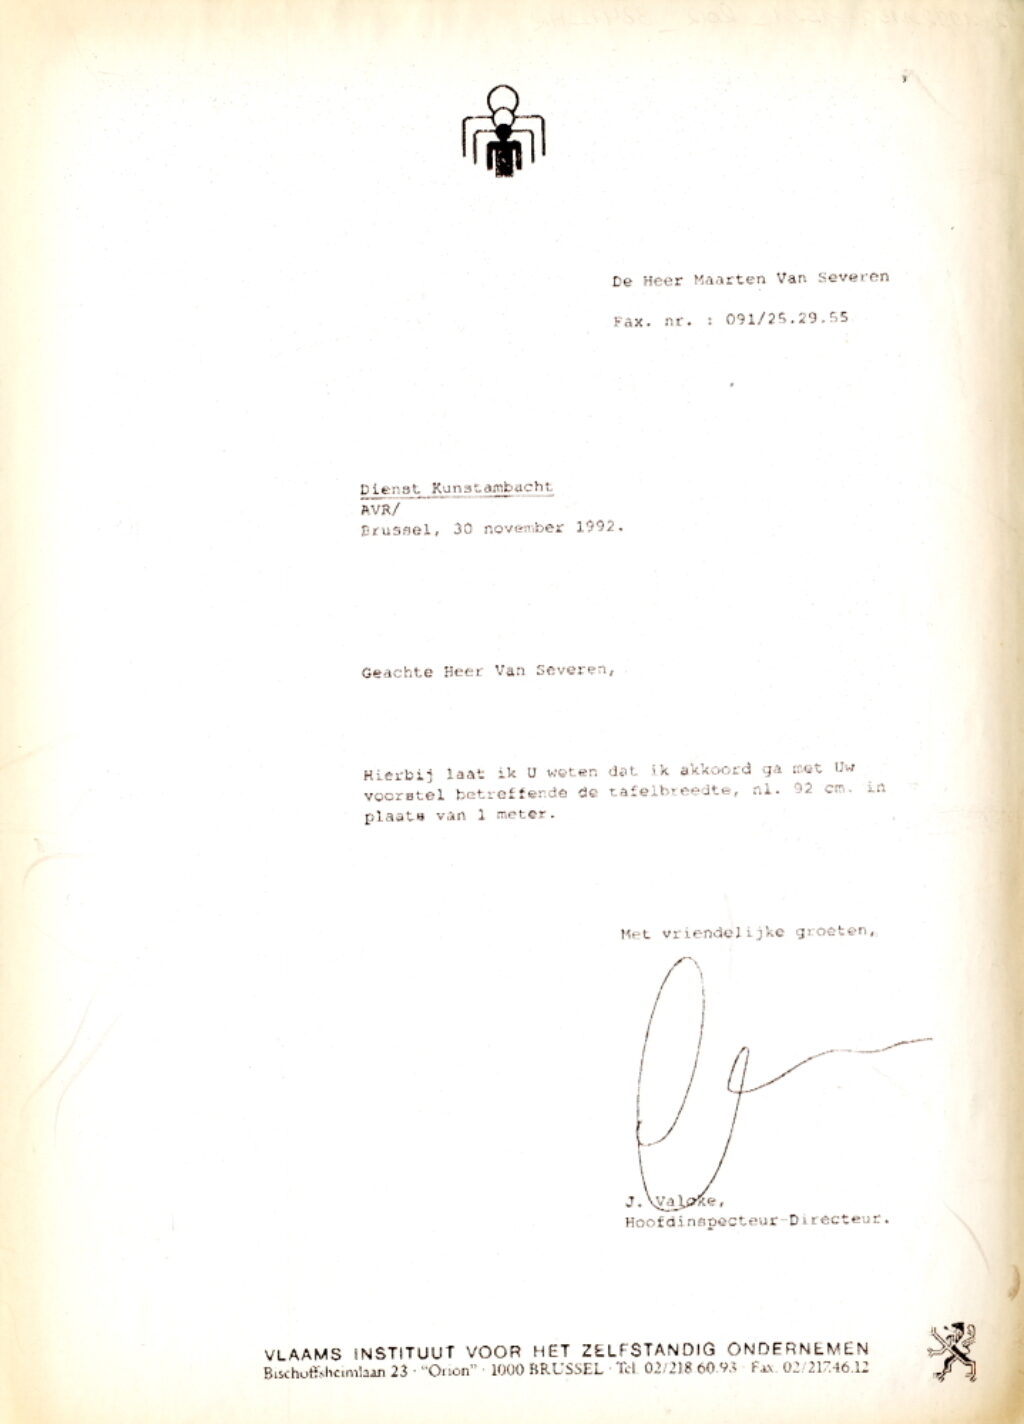 De Heer Maarten Van Severen
Fax. nr. : 091/25.29.55
Dienst Kunstambacht
AVR/
Brussel, 30 november 1992.
Geachte Heer Van Severen,
Hierbij laat ik U weten dat ik akkoord ga met Uw
voorstel betreffende de tafelbreedte, nl. 92 cm. in
plaats van 1 meter.
Met vriendelijke groeten,
J. Valcke,
Hoofdinspecteur-Directeur.
VLAAMS INSTITUUT VOOR HET ZELFSTANDIG ONDERNEMEN
Bischoffsheimlaan 23 · "Orion" · 1000 BRUSSEL · Tel. 02/218.60.93 · Fax. 02/217.46.12